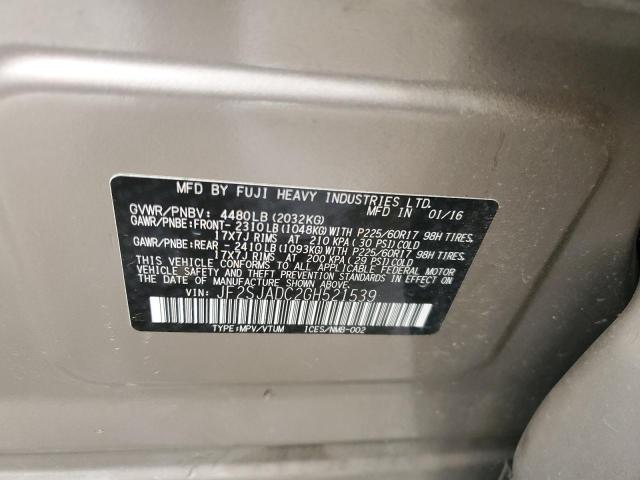 MFD BY FUJI HEAVY INDUSTRIES LTD.
GVWR/PNBV: 4480LB(2032KG) MFD IN 01/16
GAWR/PNBE:FRONT- 2310LB(1048KG)WITH P225/60R17 98H TIRES,
17X7J RIMS AT 210 KPA(30 PSI)COLD
GAWR/PNBE:REAR - 2410LB(1093KG)WITH P225/60R17 98H TIRES,
17X7J RIMS AT 200 KPA(29 PSI)COLD
THIS VEHICLE CONFORMS TO ALL APPLICABLE FEDERAL MOTOR
VEHICLE SAFETY STANDARDS IN EFFECT ON THE DATE OF
MANUFACTURE SHOWN ABOVE.
VIN: JF2SJADC2GH521539
TYPE:MPV/VTUM ICES/NMB-002